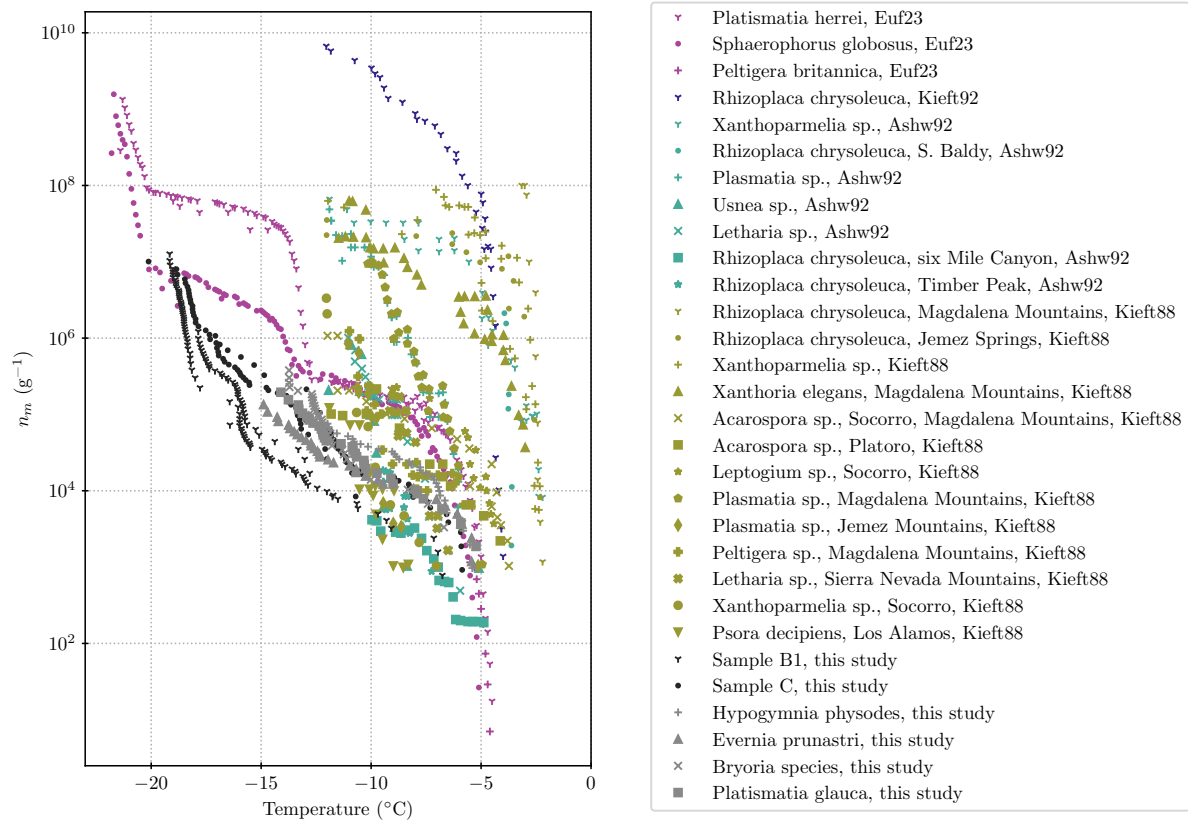 10^10
10^8
10^6
10^4
10^2
n_m (g^−1)
−20 −15 −10 −5 0
Temperature (°C)
Platismatia herrei, Euf23
Sphaerophorus globosus, Euf23
Peltigera britannica, Euf23
Rhizoplaca chrysoleuca, Kieft92
Xanthoparmelia sp., Ashw92
Rhizoplaca chrysoleuca, S. Baldy, Ashw92
Plasmatia sp., Ashw92
Usnea sp., Ashw92
Letharia sp., Ashw92
Rhizoplaca chrysoleuca, six Mile Canyon, Ashw92
Rhizoplaca chrysoleuca, Timber Peak, Ashw92
Rhizoplaca chrysoleuca, Magdalena Mountains, Kieft88
Rhizoplaca chrysoleuca, Jemez Springs, Kieft88
Xanthoparmelia sp., Kieft88
Xanthoria elegans, Magdalena Mountains, Kieft88
Acarospora sp., Socorro, Magdalena Mountains, Kieft88
Acarospora sp., Platoro, Kieft88
Leptogium sp., Socorro, Kieft88
Plasmatia sp., Magdalena Mountains, Kieft88
Plasmatia sp., Jemez Mountains, Kieft88
Peltigera sp., Magdalena Mountains, Kieft88
Letharia sp., Sierra Nevada Mountains, Kieft88
Xanthoparmelia sp., Socorro, Kieft88
Psora decipiens, Los Alamos, Kieft88
Sample B1, this study
Sample C, this study
Hypogymnia physodes, this study
Evernia prunastri, this study
Bryoria species, this study
Platismatia glauca, this study